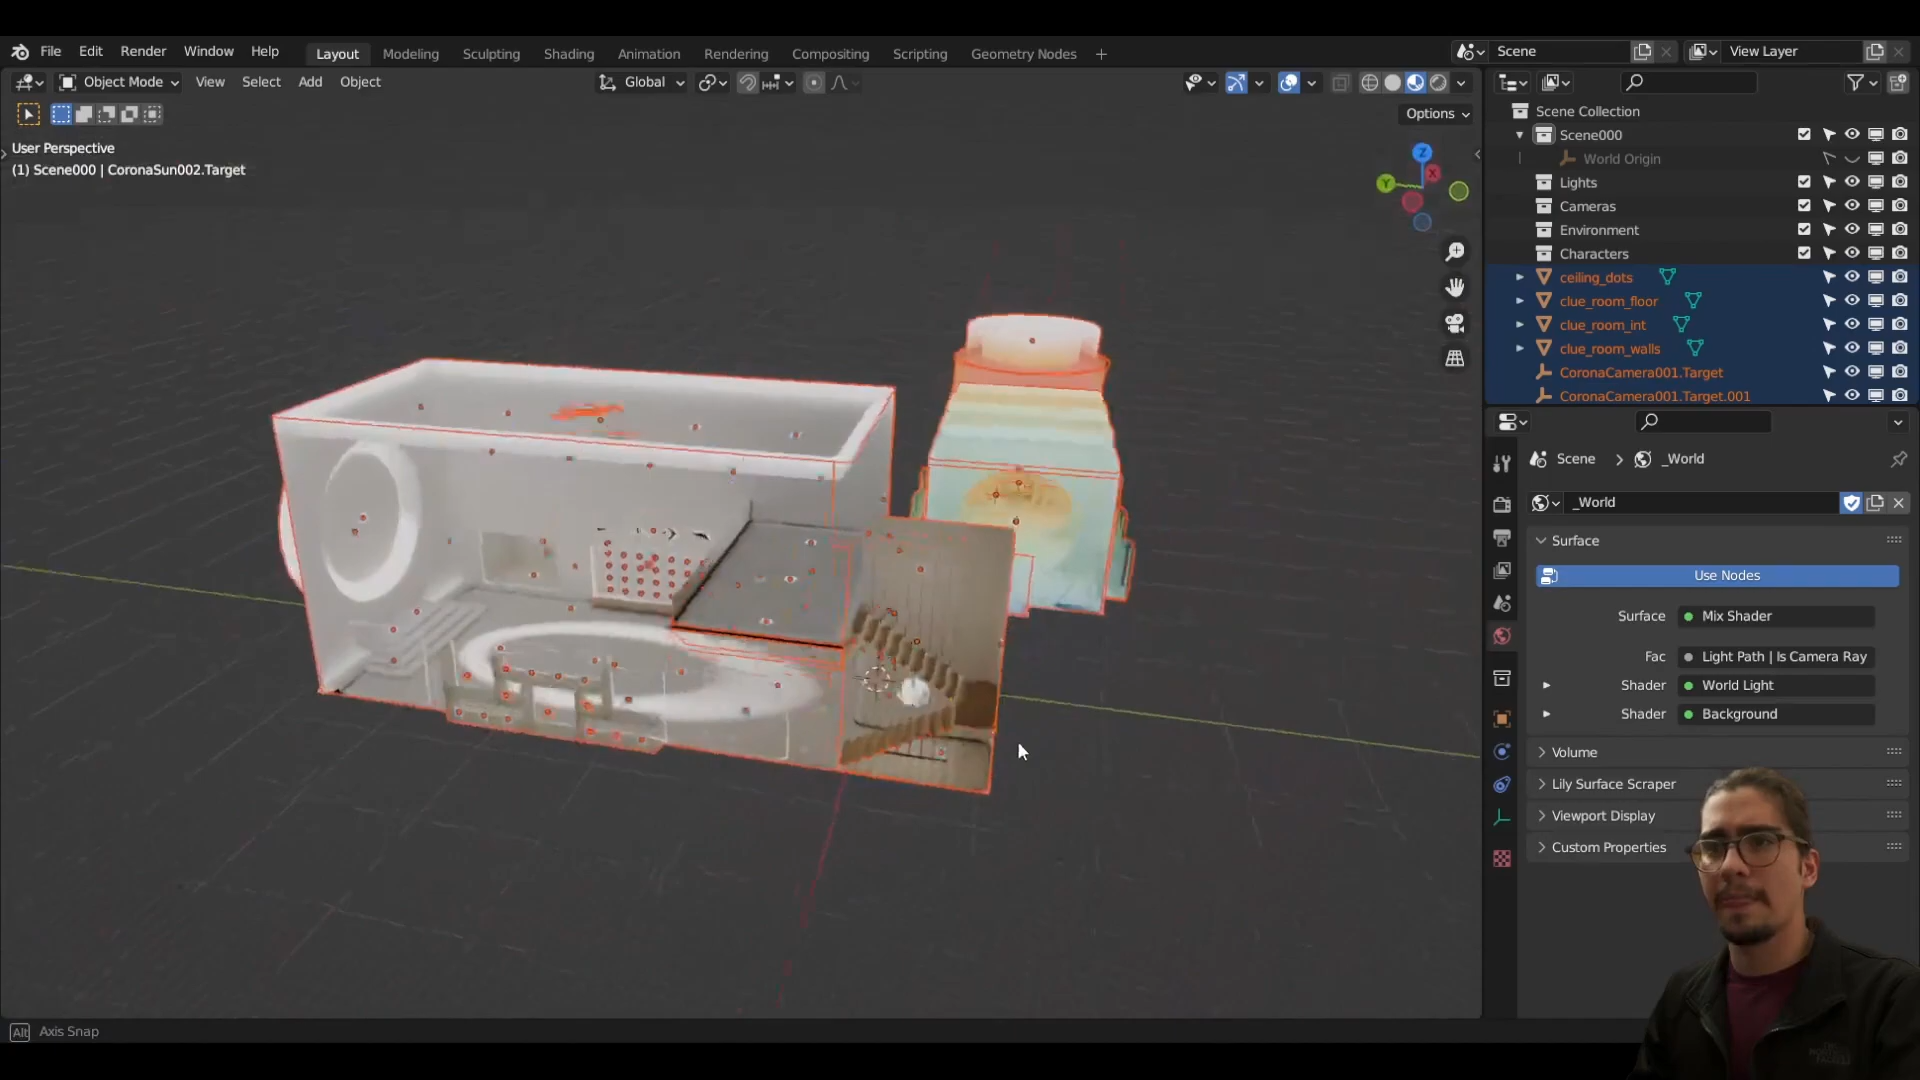 File Edit Render Window Help Layout Modeling Sculpting Shading Animation Rendering Compositing Scripting Geometry Nodes + Scene View Layer
Object Mode View Select Add Object Global
Options
User Perspective
(1) Scene000 | CoronaSun002.Target
Z
X
Y
Scene Collection
Scene000
World Origin
Lights
Cameras
Environment
Characters
ceiling_dots
clue_room_floor
clue_room_int
clue_room_walls
CoronaCamera001.Target
CoronaCamera001.Target.001
Scene > _World
_World
Surface
Use Nodes
Surface Mix Shader
Fac Light Path | Is Camera Ray
Shader World Light
Shader Background
Volume
Lily Surface Scraper
Viewport Display
Custom Properties
Alt Axis Snap